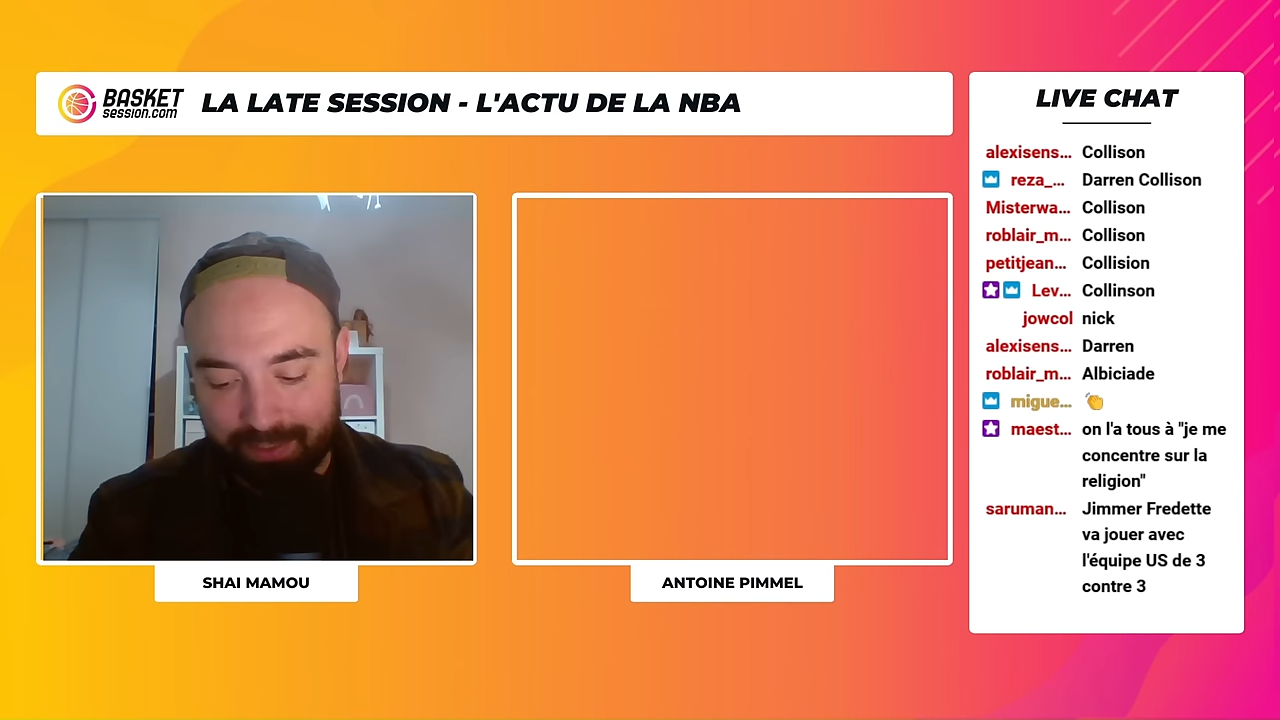 BASKET
session.com
LA LATE SESSION - L'ACTU DE LA NBA
SHAI MAMOU
ANTOINE PIMMEL
LIVE CHAT
alexisens... Collison
reza_... Darren Collison
Misterwa... Collison
roblair_m... Collison
petitjean... Collision
Lev... Collinson
jowcol nick
alexisens... Darren
roblair_m... Albiciade
migue... 👏
maest... on l'a tous à "je me
concentre sur la
religion"
saruman... Jimmer Fredette
va jouer avec
l'équipe US de 3
contre 3